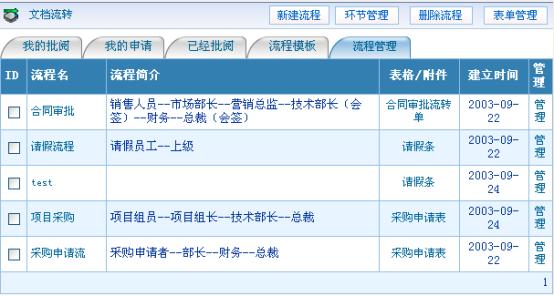 文档流转
新建流程 环节管理 删除流程 表单管理
我的批阅 我的申请 已经批阅 流程模板 流程管理
ID 流程名 流程简介 表格/附件 建立时间 管理
合同审批 销售人员--市场部长--营销总监--技术部长（会签）--财务--总裁（会签） 合同审批流转单 2003-09-22 管理
请假流程 请假员工--上级 请假条 2003-09-22 管理
test 请假条 2003-09-24 管理
项目采购 项目组员--项目组长--技术部长--总裁 采购申请表 2003-09-24 管理
采购申请流 采购申请者--部长--财务--总裁 采购申请表 2003-09-22 管理
1